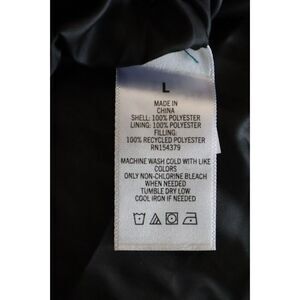 L
MADE IN
CHINA
SHELL: 100% POLYESTER
LINING: 100% POLYESTER
FILLING:
100% RECYCLED POLYESTER
RN154379
MACHINE WASH COLD WITH LIKE
COLORS
ONLY NON-CHLORINE BLEACH
WHEN NEEDED
TUMBLE DRY LOW
COOL IRON IF NEEDED